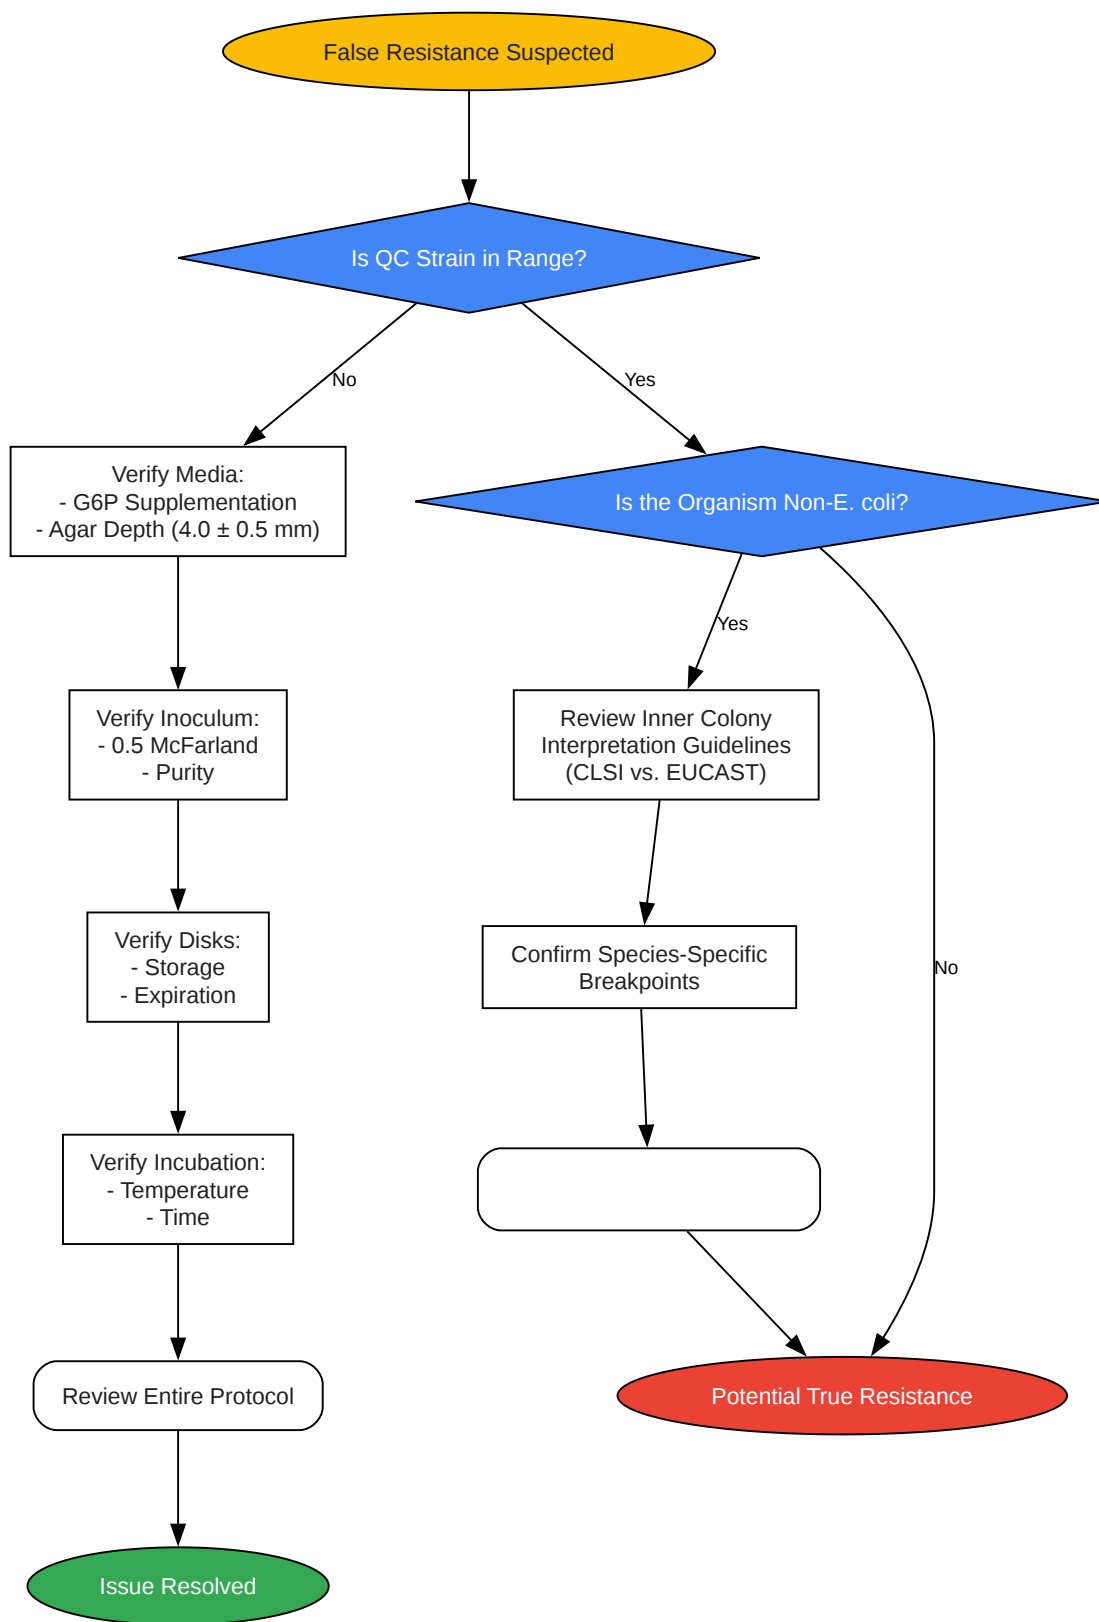 False Resistance Suspected
Is QC Strain in Range?
No
Yes
Verify Media:
- G6P Supplementation
- Agar Depth (4.0 ± 0.5 mm)
Is the Organism Non-E. coli?
Yes
Verify Inoculum:
- 0.5 McFarland
- Purity
Review Inner Colony
Interpretation Guidelines
(CLSI vs. EUCAST)
Verify Disks:
- Storage
- Expiration
Confirm Species-Specific
Breakpoints
No
Verify Incubation:
- Temperature
- Time
Review Entire Protocol
Potential True Resistance
Issue Resolved